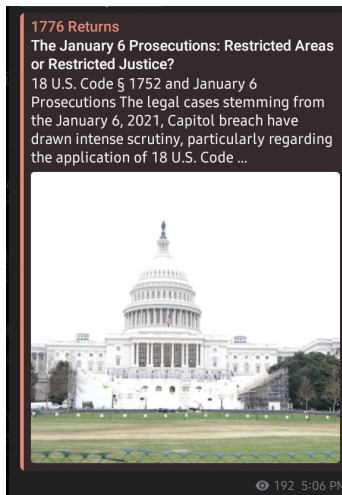 1776 Returns
The January 6 Prosecutions: Restricted Areas
or Restricted Justice?
18 U.S. Code § 1752 and January 6
Prosecutions The legal cases stemming from
the January 6, 2021, Capitol breach have
drawn intense scrutiny, particularly regarding
the application of 18 U.S. Code ...
192 5:06 PM